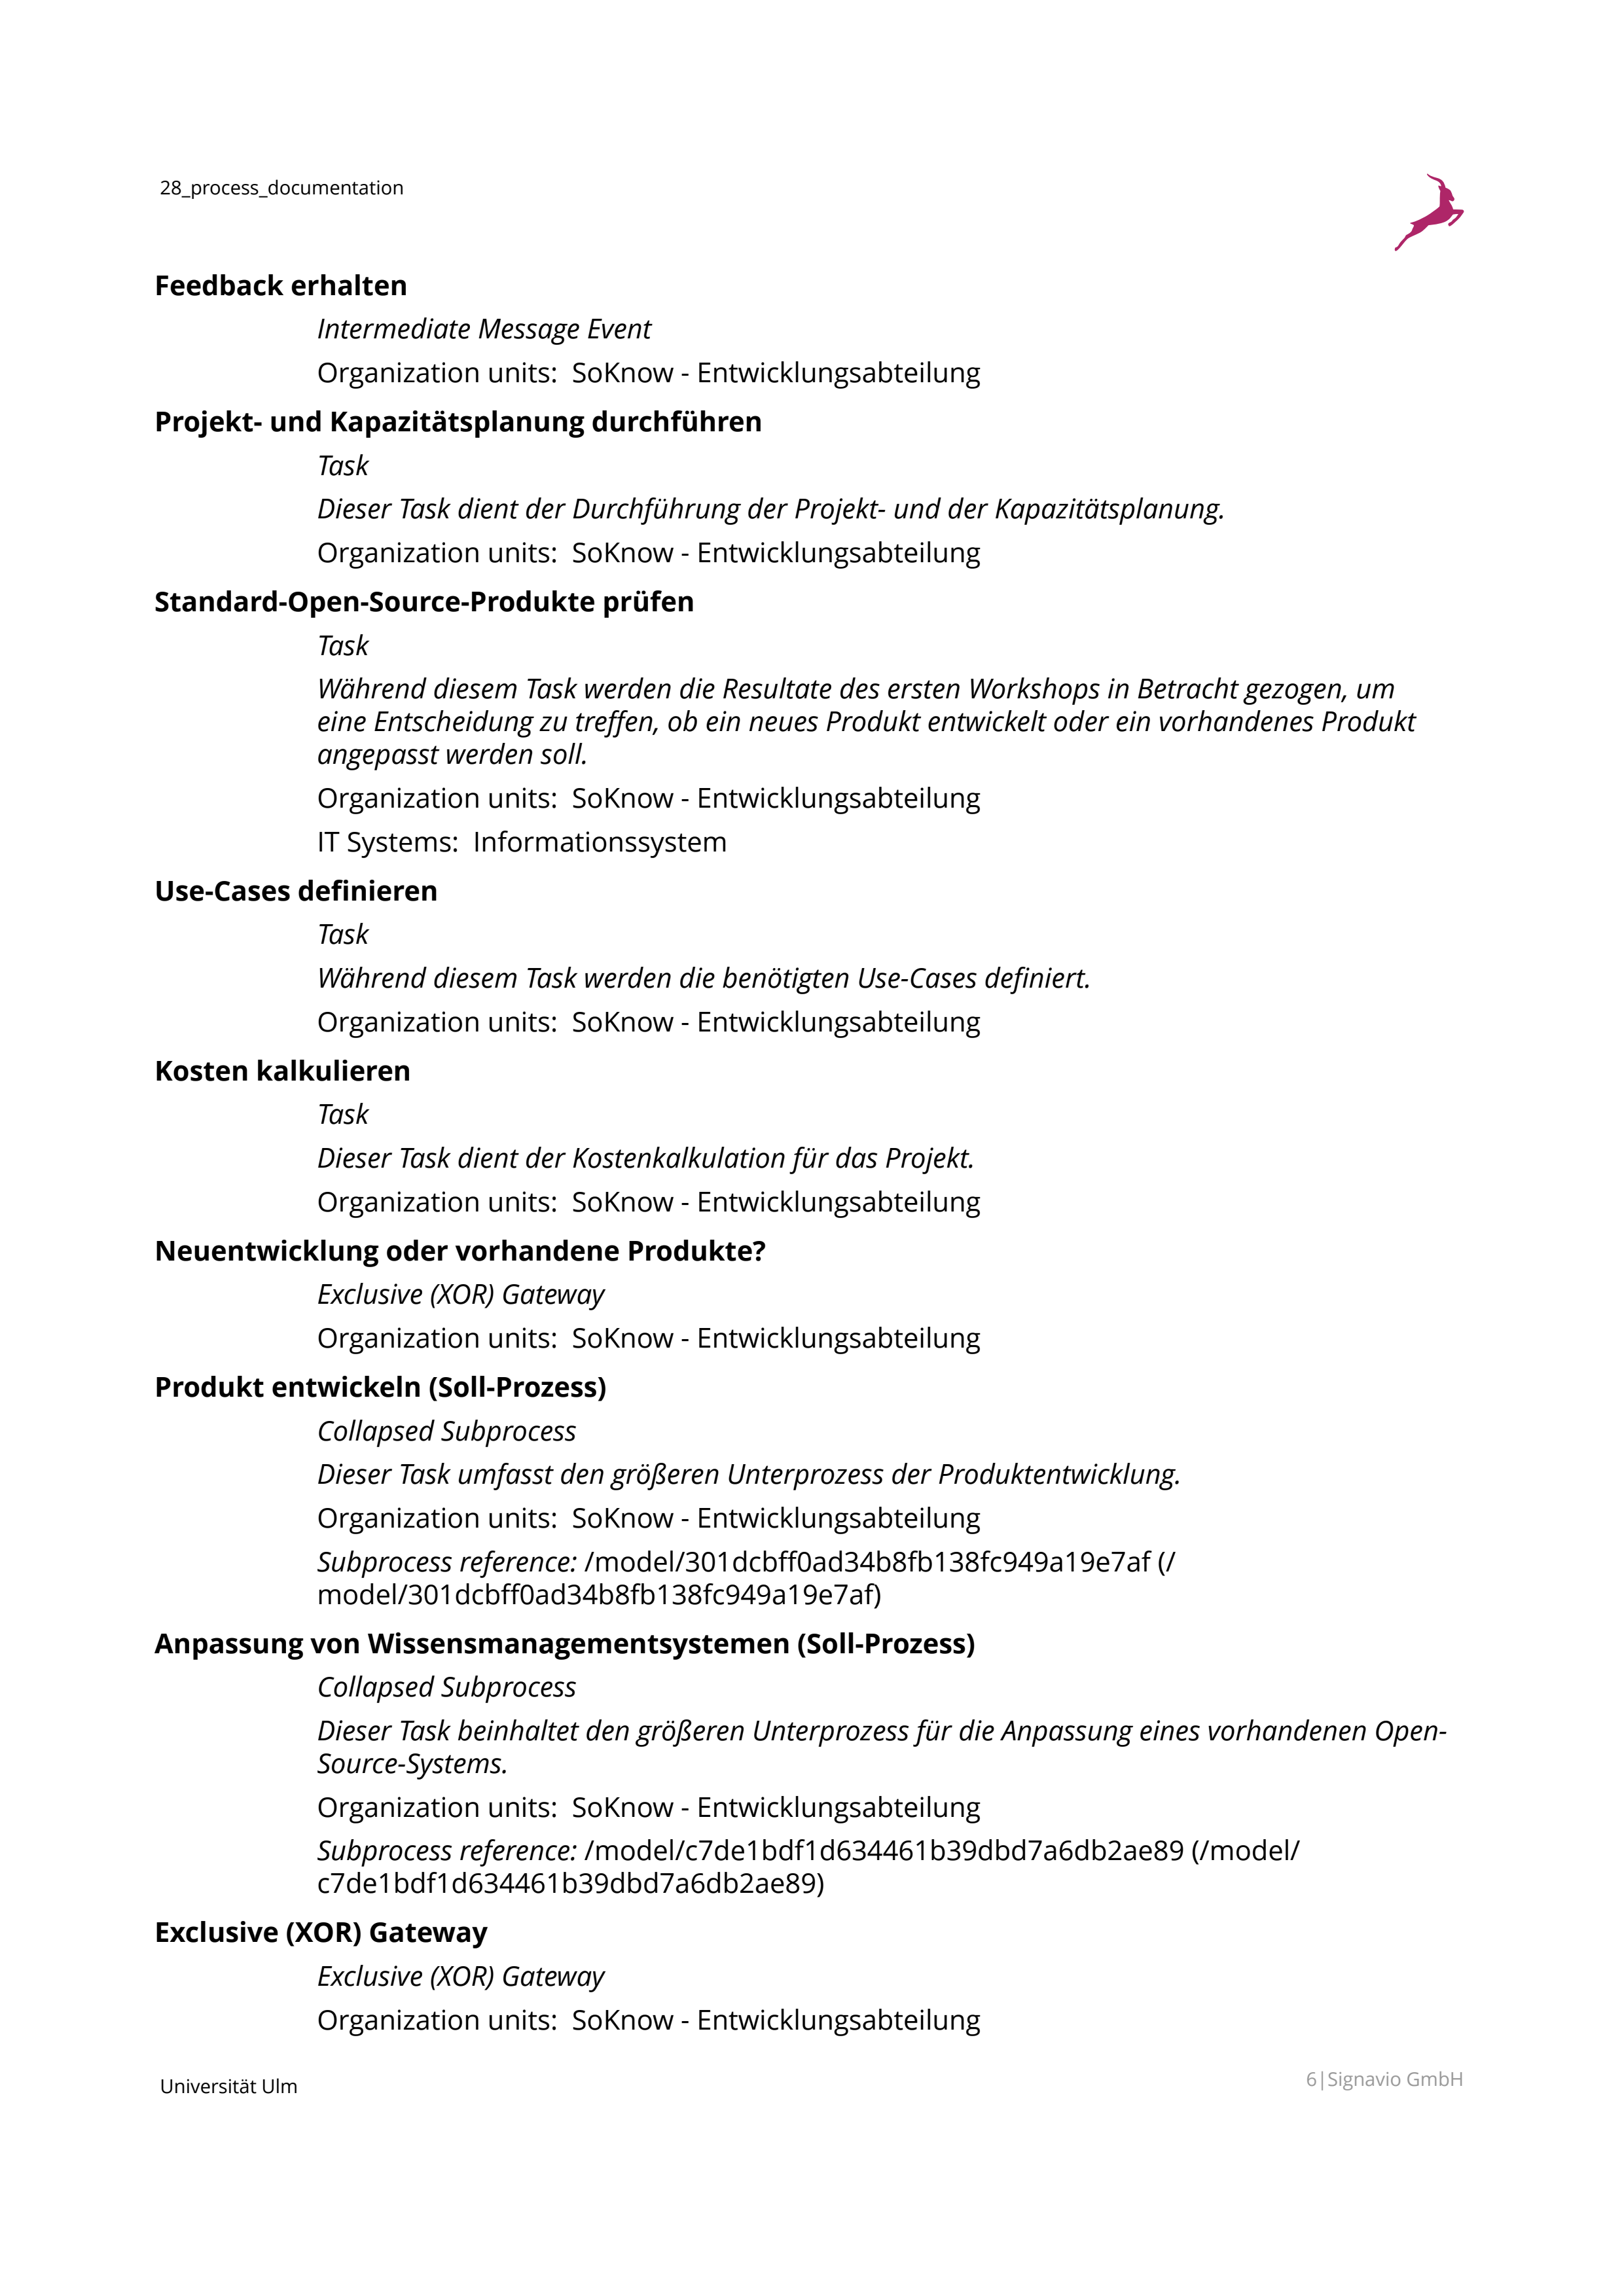 28_process_documentation
Feedback erhalten
Intermediate Message Event
Organization units:  SoKnow - Entwicklungsabteilung
Projekt- und Kapazitätsplanung durchführen
Task
Dieser Task dient der Durchführung der Projekt- und der Kapazitätsplanung.
Organization units:  SoKnow - Entwicklungsabteilung
Standard-Open-Source-Produkte prüfen
Task
Während diesem Task werden die Resultate des ersten Workshops in Betracht gezogen, um
eine Entscheidung zu treffen, ob ein neues Produkt entwickelt oder ein vorhandenes Produkt
angepasst werden soll.
Organization units:  SoKnow - Entwicklungsabteilung
IT Systems:  Informationssystem
Use-Cases definieren
Task
Während diesem Task werden die benötigten Use-Cases definiert.
Organization units:  SoKnow - Entwicklungsabteilung
Kosten kalkulieren
Task
Dieser Task dient der Kostenkalkulation für das Projekt.
Organization units:  SoKnow - Entwicklungsabteilung
Neuentwicklung oder vorhandene Produkte?
Exclusive (XOR) Gateway
Organization units:  SoKnow - Entwicklungsabteilung
Produkt entwickeln (Soll-Prozess)
Collapsed Subprocess
Dieser Task umfasst den größeren Unterprozess der Produktentwicklung.
Organization units:  SoKnow - Entwicklungsabteilung
Subprocess reference: /model/301dcbff0ad34b8fb138fc949a19e7af (/
model/301dcbff0ad34b8fb138fc949a19e7af)
Anpassung von Wissensmanagementsystemen (Soll-Prozess)
Collapsed Subprocess
Dieser Task beinhaltet den größeren Unterprozess für die Anpassung eines vorhandenen Open-
Source-Systems.
Organization units:  SoKnow - Entwicklungsabteilung
Subprocess reference: /model/c7de1bdf1d634461b39dbd7a6db2ae89 (/model/
c7de1bdf1d634461b39dbd7a6db2ae89)
Exclusive (XOR) Gateway
Exclusive (XOR) Gateway
Organization units:  SoKnow - Entwicklungsabteilung
Universität Ulm
6|Signavio GmbH